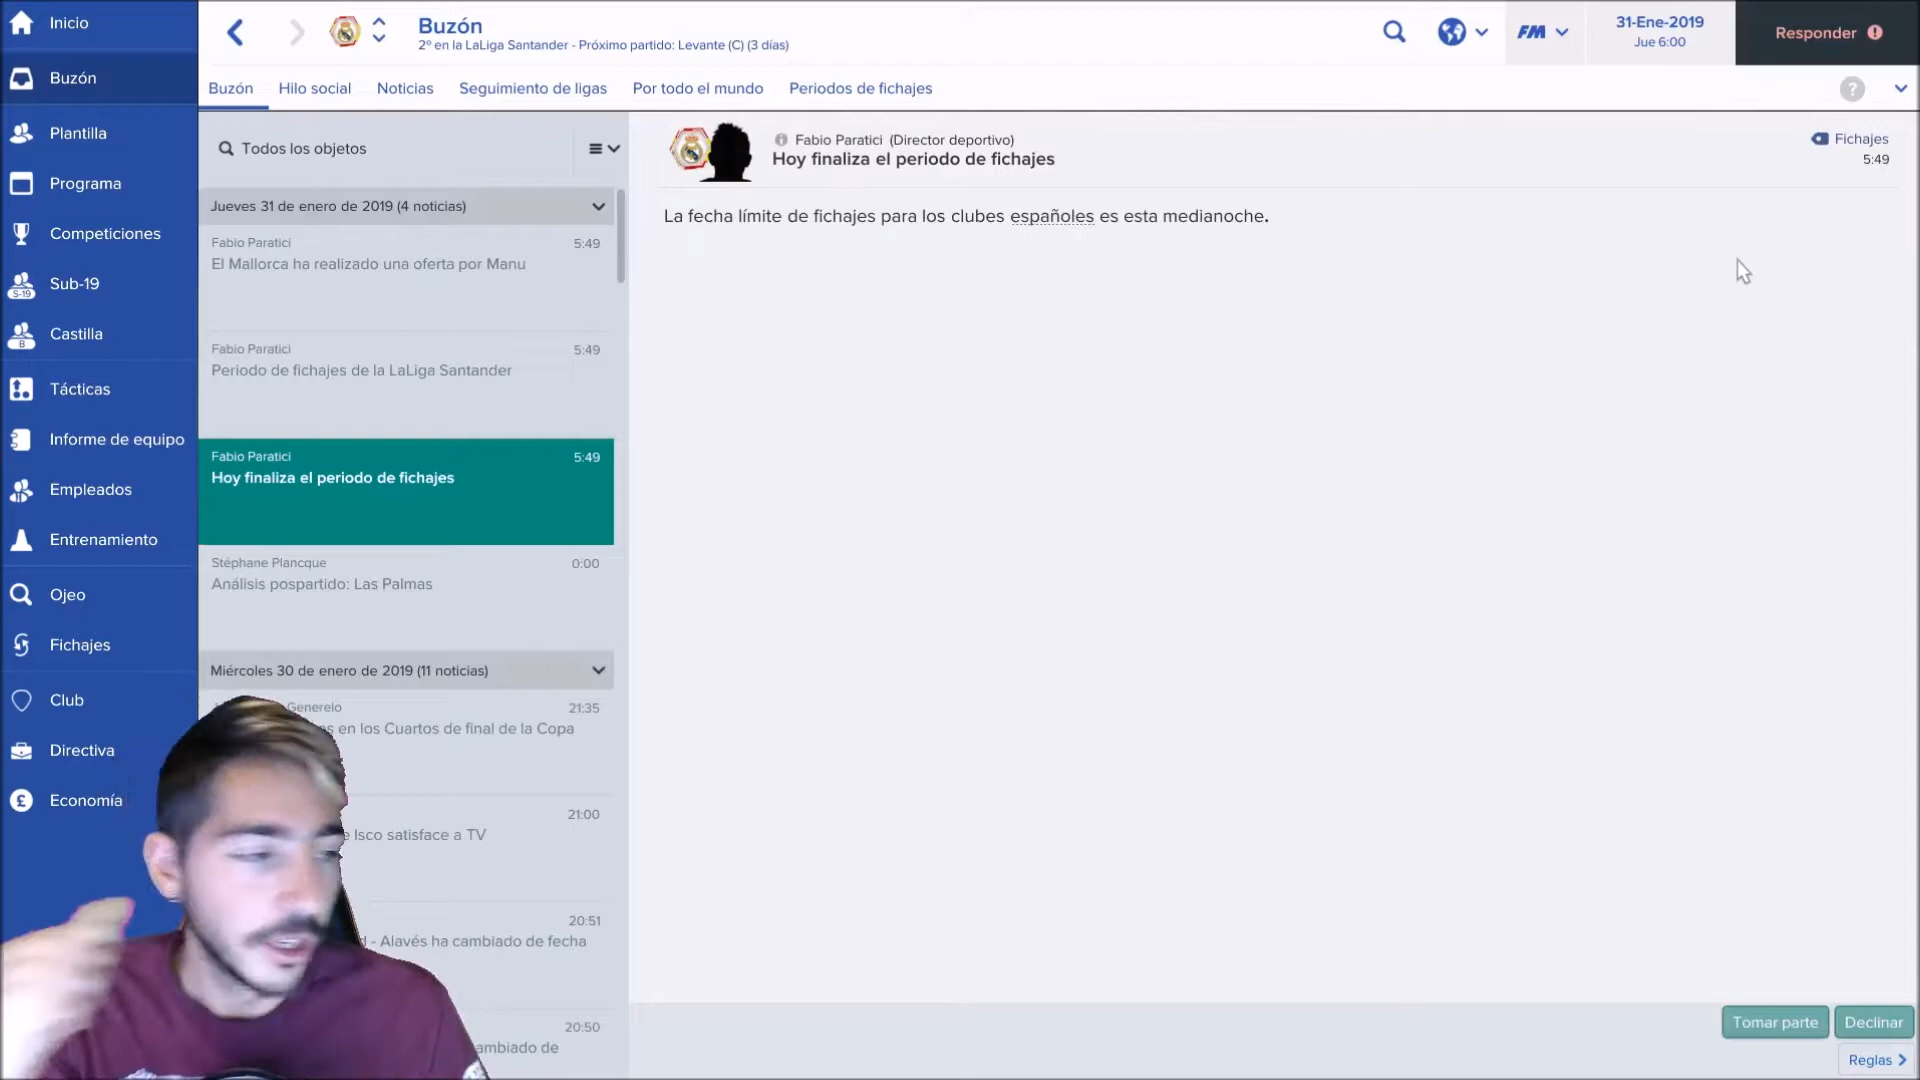 Inicio
Buzón
Plantilla
Programa
Competiciones
S-19
Sub-19
B
Castilla
Tácticas
Informe de equipo
Empleados
Entrenamiento
Ojeo
Fichajes
Club
Directiva
£
Economía
Buzón
2º en la LaLiga Santander - Próximo partido: Levante (C) (3 días)
FM
31-Ene-2019
Jue 6:00
Responder
Buzón
Hilo social
Noticias
Seguimiento de ligas
Por todo el mundo
Periodos de fichajes
?
Todos los objetos
Jueves 31 de enero de 2019 (4 noticias)
Fabio Paratici 5:49
El Mallorca ha realizado una oferta por Manu
Fabio Paratici 5:49
Periodo de fichajes de la LaLiga Santander
Fabio Paratici 5:49
Hoy finaliza el periodo de fichajes
Stéphane Plancque 0:00
Análisis pospartido: Las Palmas
Miércoles 30 de enero de 2019 (11 noticias)
Generelo 21:35
en los Cuartos de final de la Copa
21:00
Isco satisface a TV
20:51
- Alavés ha cambiado de fecha
20:50
cambiado de
Fabio Paratici (Director deportivo)
Hoy finaliza el periodo de fichajes
Fichajes
5:49
La fecha límite de fichajes para los clubes españoles es esta medianoche.
Tomar parte
Declinar
Reglas